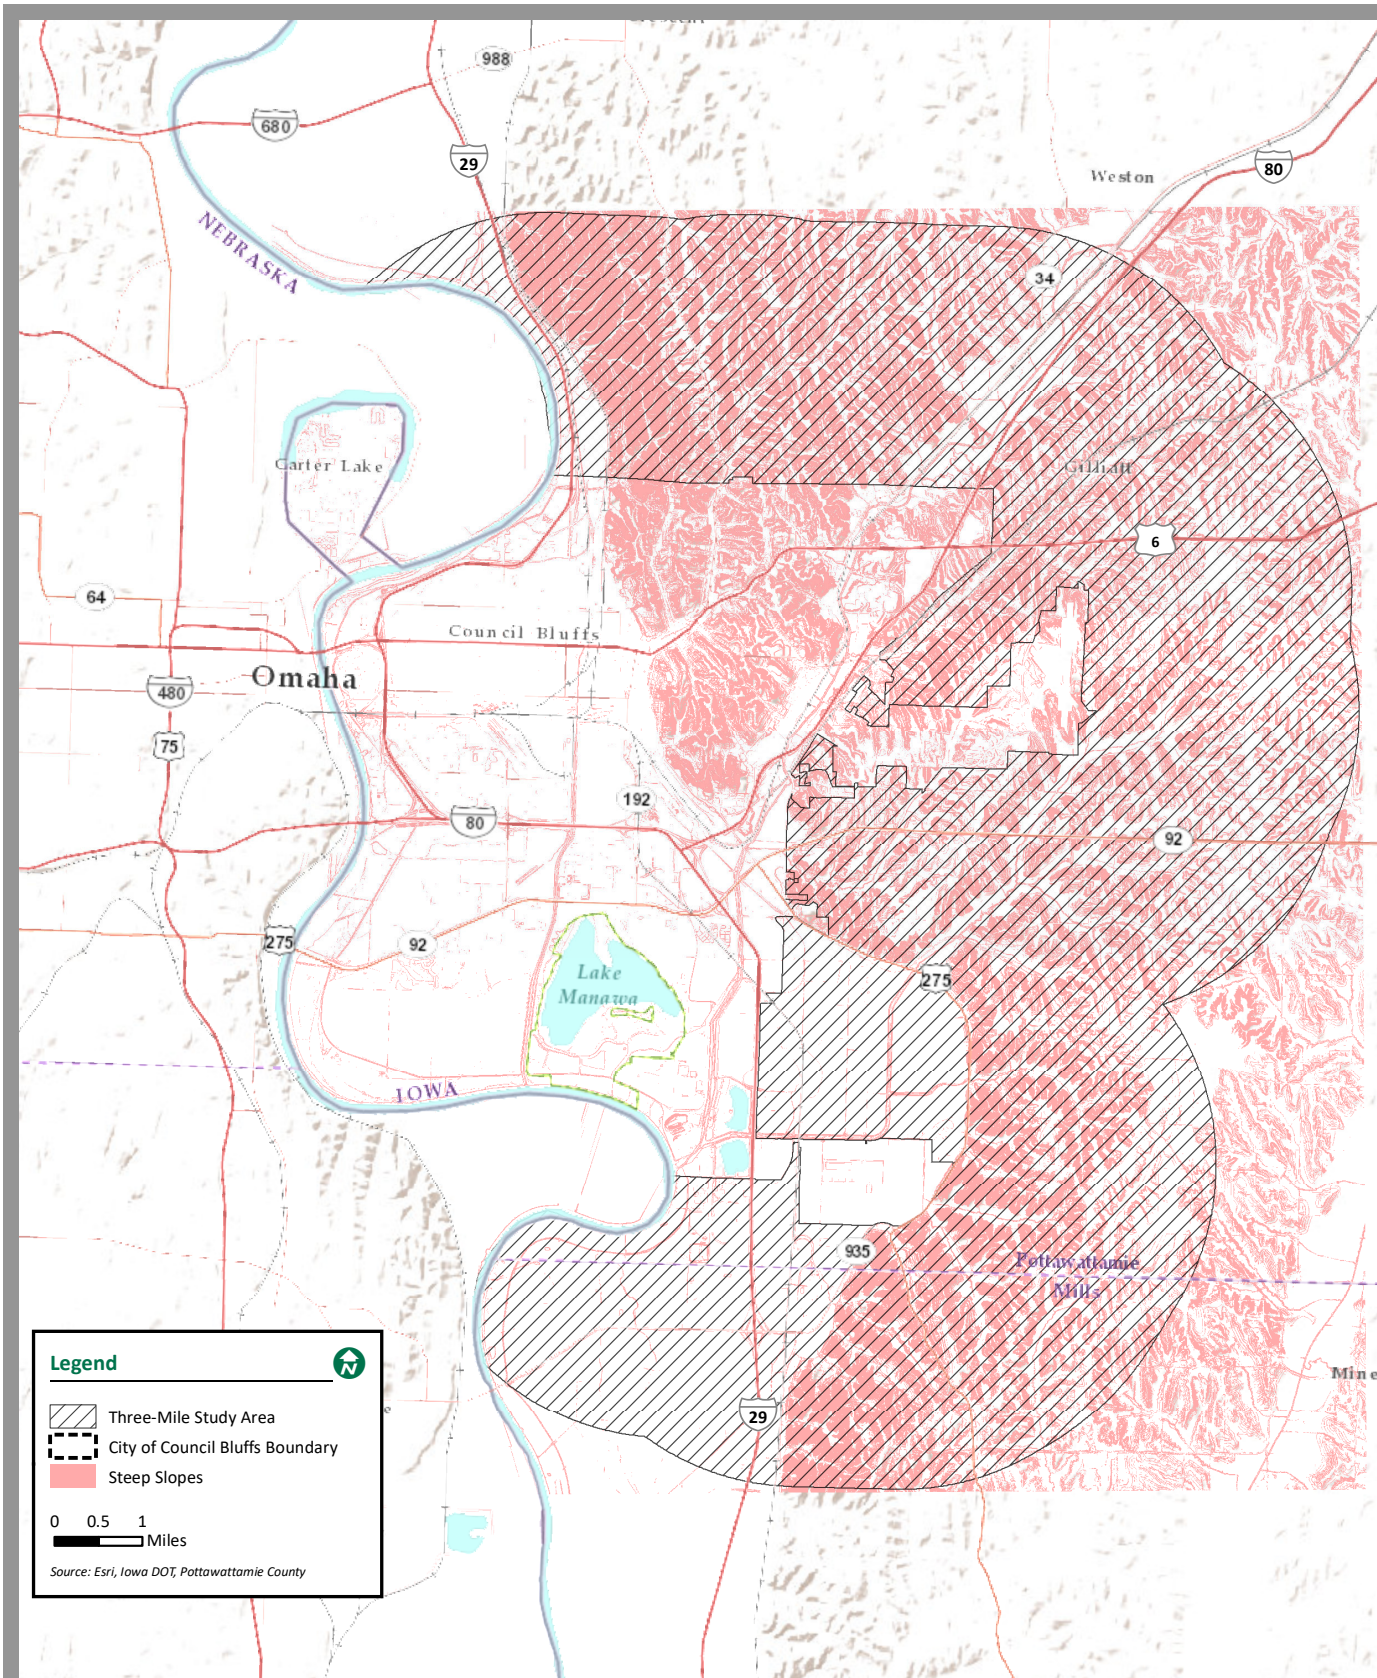 988
680
29
80
Weston
NEBRASKA
34
Carter Lake
Gilliatt
6
64
Council Bluffs
Omaha
480
75
192
80
92
275
92
Lake
Manawa
275
IOWA
935
Pottawattamie
Mills
Mine
29
Legend
N
Three-Mile Study Area
City of Council Bluffs Boundary
Steep Slopes
0 0.5 1
Miles
Source: Esri, Iowa DOT, Pottawattamie County